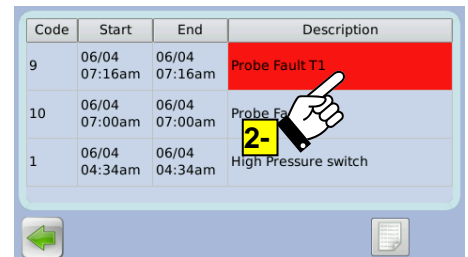 Code Start End Description
9 06/04 07:16am 06/04 07:16am Probe Fault T1
10 06/04 07:00am 06/04 07:00am Probe Fa
2-
1 06/04 04:34am 06/04 04:34am High Pressure switch